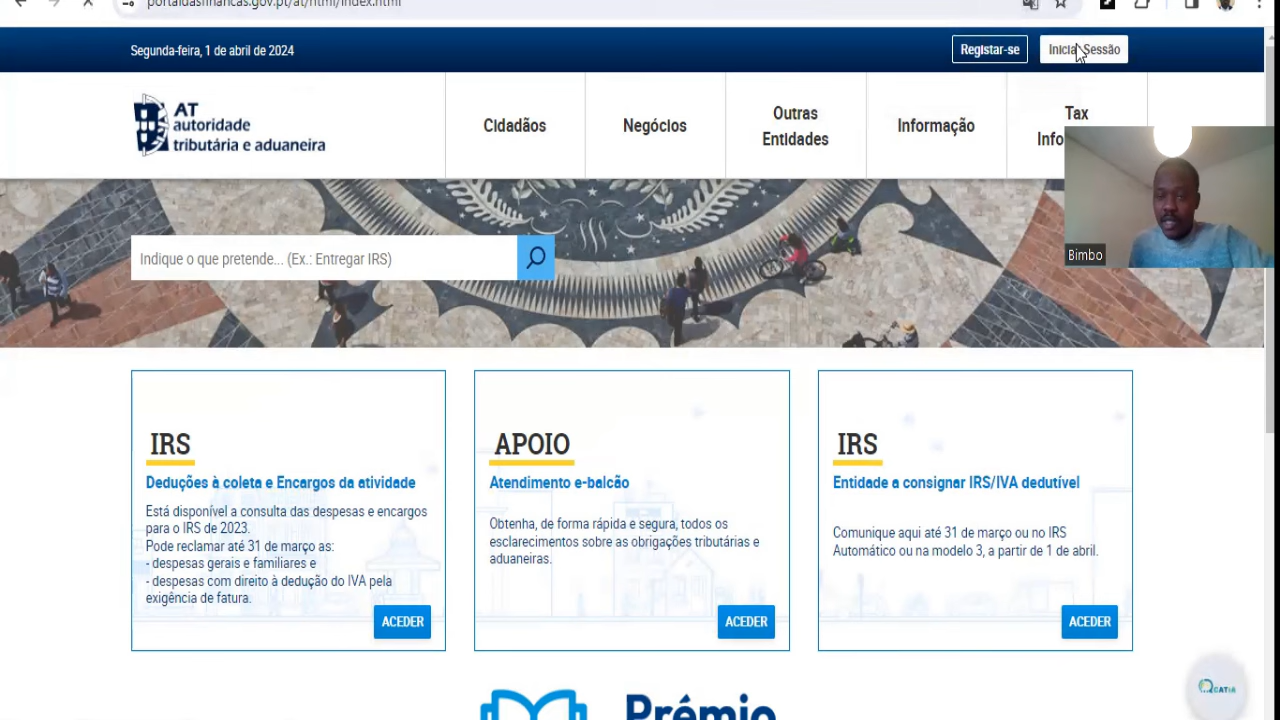 portaldasfinancas.gov.pt/at/html/index.html
Segunda-feira, 1 de abril de 2024
Registar-se
Iniciar Sessão
AT
autoridade
tributária e aduaneira
Cidadãos
Negócios
Outras
Entidades
Informação
Tax
Info
Bimbo
Indique o que pretende... (Ex.: Entregar IRS)
IRS
Deduções à coleta e Encargos da atividade
Está disponível a consulta das despesas e encargos
para o IRS de 2023.
Pode reclamar até 31 de março as:
- despesas gerais e familiares e
- despesas com direito à dedução do IVA pela
exigência de fatura.
ACEDER
APOIO
Atendimento e-balcão
Obtenha, de forma rápida e segura, todos os
esclarecimentos sobre as obrigações tributárias e
aduaneiras.
ACEDER
IRS
Entidade a consignar IRS/IVA dedutível
Comunique aqui até 31 de março ou no IRS
Automático ou na modelo 3, a partir de 1 de abril.
ACEDER
CATIA
Prémio